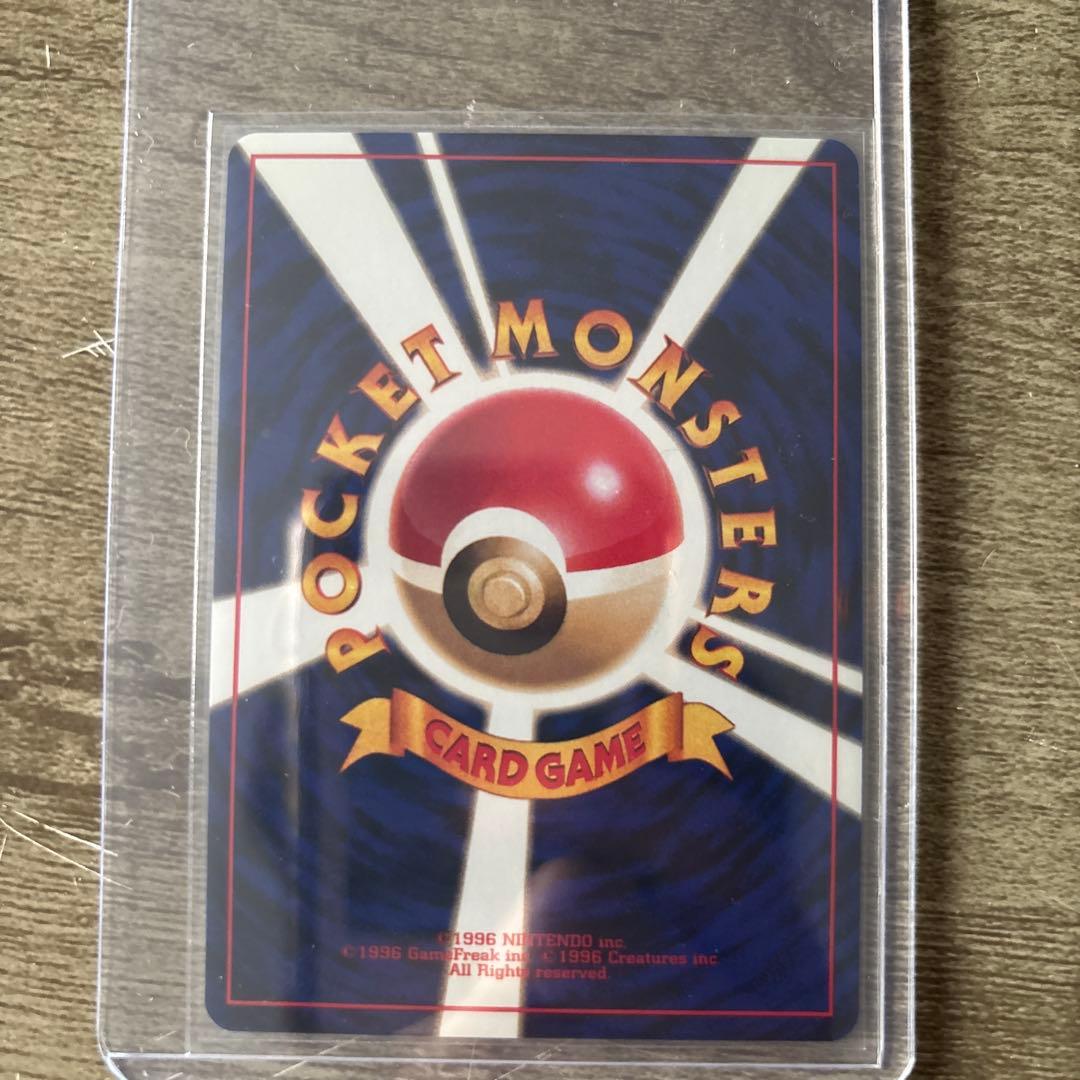 POCKET MONSTERS
CARD GAME
©1996 NINTENDO inc.
©1996 GameFreak inc. ©1996 Creatures inc.
All Rights reserved.